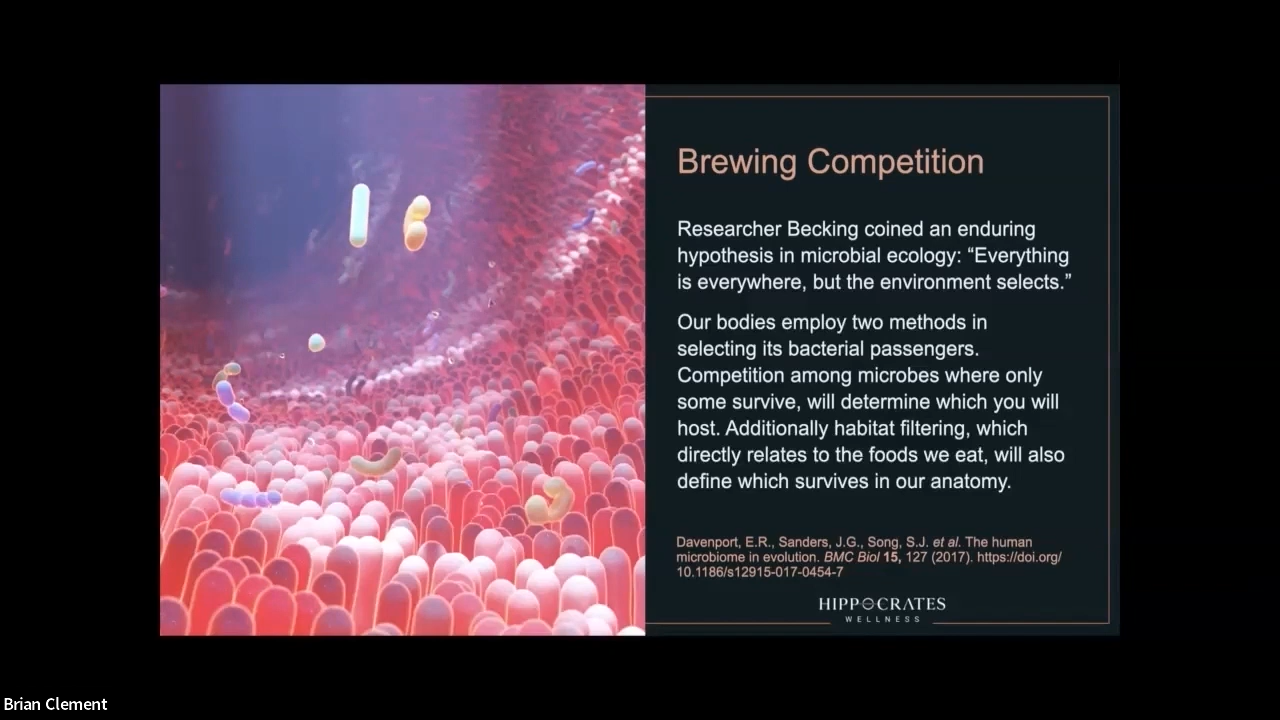 Brewing Competition
Researcher Becking coined an enduring
hypothesis in microbial ecology: “Everything
is everywhere, but the environment selects.”
Our bodies employ two methods in
selecting its bacterial passengers.
Competition among microbes where only
some survive, will determine which you will
host. Additionally habitat filtering, which
directly relates to the foods we eat, will also
define which survives in our anatomy.
Davenport, E.R., Sanders, J.G., Song, S.J. et al. The human
microbiome in evolution. BMC Biol 15, 127 (2017). https://doi.org/
10.1186/s12915-017-0454-7
HIPPOCRATES
WELLNESS
Brian Clement